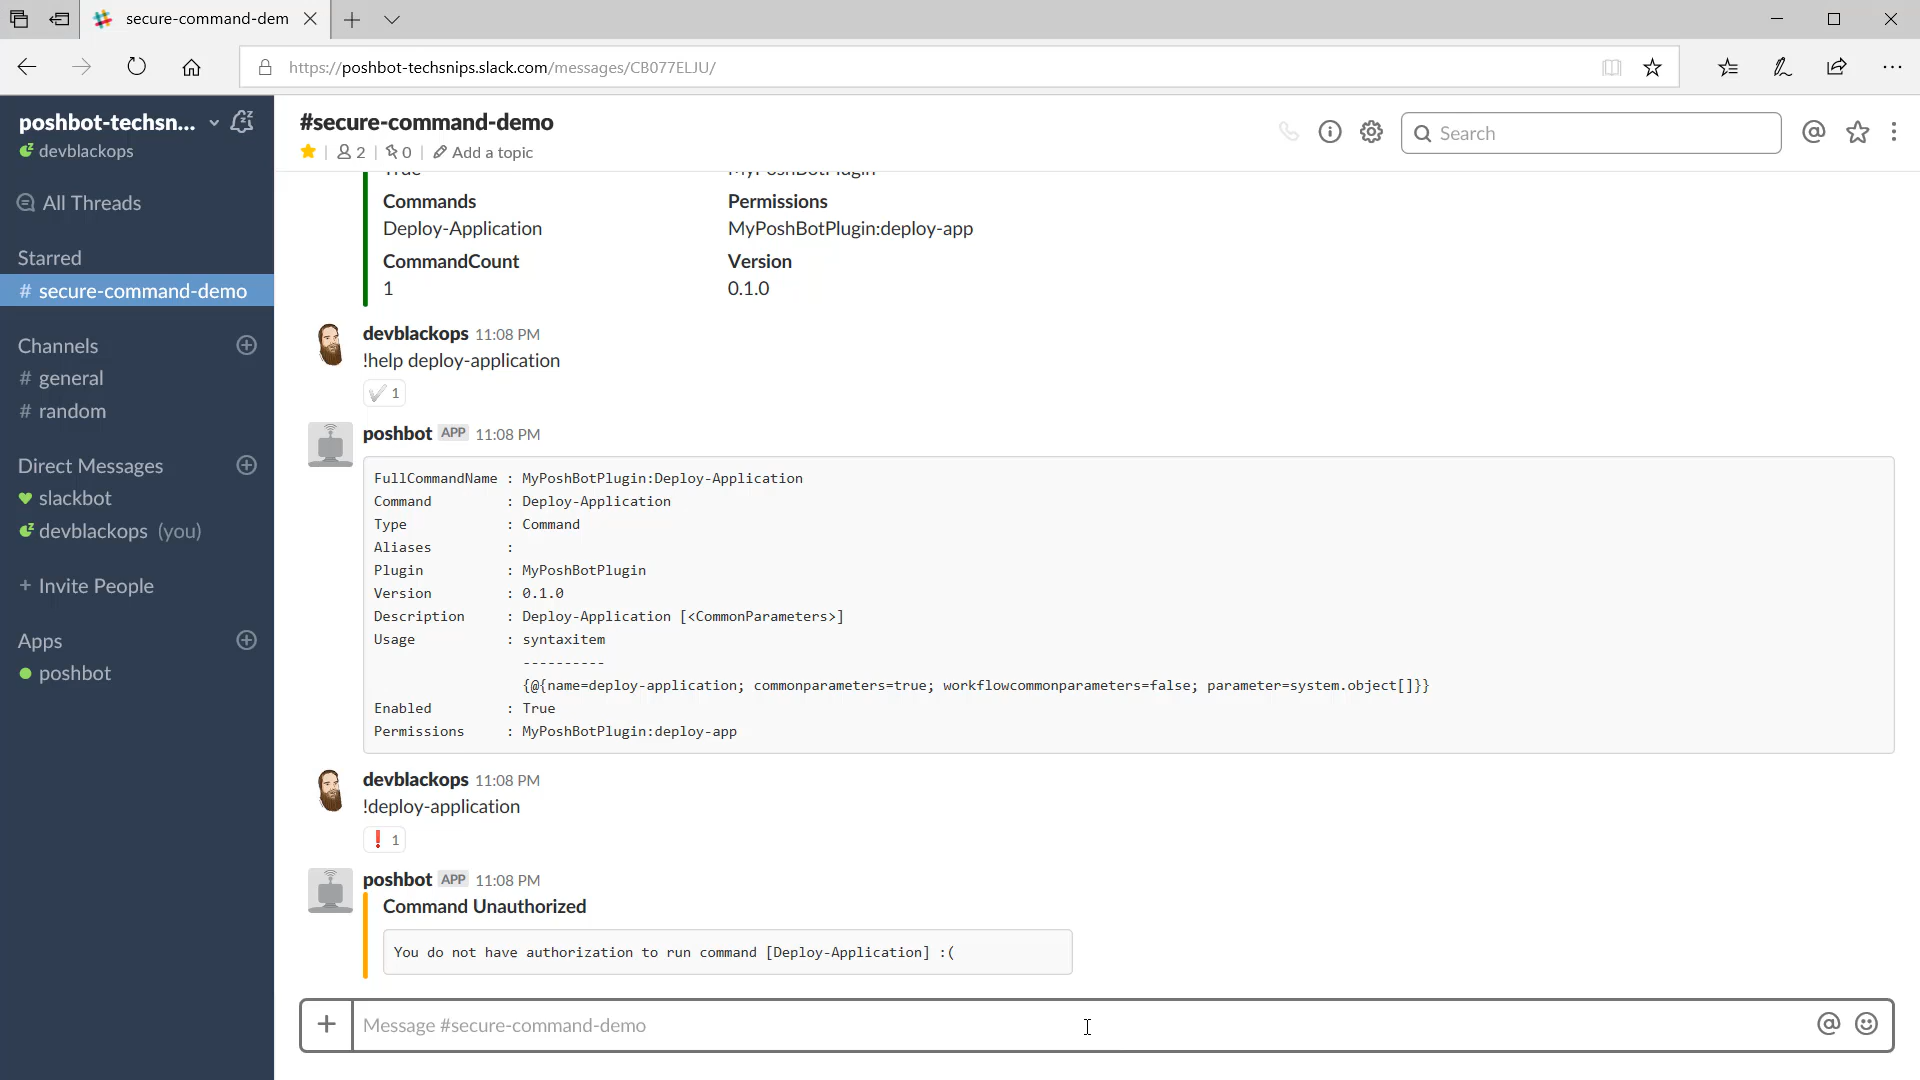 secure-command-dem
https://poshbot-techsnips.slack.com/messages/CB077ELJU/
poshbot-techsn...
devblackops
All Threads
Starred
# secure-command-demo
Channels
# general
# random
Direct Messages
slackbot
devblackops (you)
+ Invite People
Apps
poshbot
#secure-command-demo
2 | 0 | Add a topic
Search
True MyPoshBotPlugin
Commands Permissions
Deploy-Application MyPoshBotPlugin:deploy-app
CommandCount Version
1 0.1.0
devblackops 11:08 PM
!help deploy-application
1
poshbot APP 11:08 PM
FullCommandName : MyPoshBotPlugin:Deploy-Application
Command : Deploy-Application
Type : Command
Aliases :
Plugin : MyPoshBotPlugin
Version : 0.1.0
Description : Deploy-Application [<CommonParameters>]
Usage : syntaxitem
----------
{@{name=deploy-application; commonparameters=true; workflowcommonparameters=false; parameter=system.object[]}}
Enabled : True
Permissions : MyPoshBotPlugin:deploy-app
devblackops 11:08 PM
!deploy-application
1
poshbot APP 11:08 PM
Command Unauthorized
You do not have authorization to run command [Deploy-Application] :(
Message #secure-command-demo